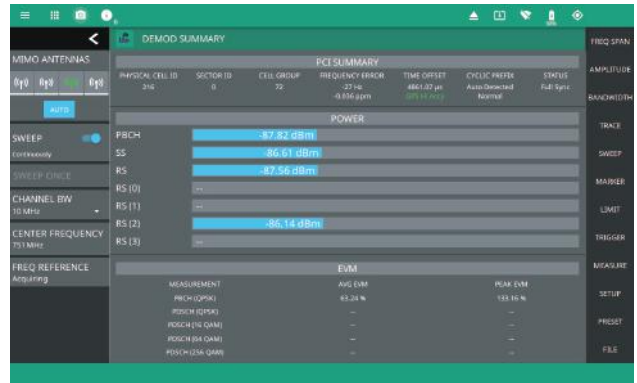 DEMOD SUMMARY
FREQ SPAN
MIMO ANTENNAS
PCI SUMMARY
PHYSICAL CELL ID SECTOR ID CELL GROUP FREQUENCY ERROR TIME OFFSET CYCLIC PREFIX STATUS
216 0 72 -27 Hz 4861.07 µs Auto Detected Full Sync
-0.036 ppm Normal
AMPLITUDE
BANDWIDTH
AUTO
POWER
TRACE
PBCH -87.82 dBm
SWEEP
Continuously
SS -86.61 dBm
SWEEP
RS -87.56 dBm
SWEEP ONCE
RS (0) --
MARKER
CHANNEL BW
10 MHz
RS (1) --
LIMIT
RS (2) -86.14 dBm
CENTER FREQUENCY
751 MHz
RS (3) --
TRIGGER
FREQ REFERENCE
Acquiring
EVM
MEASURE
MEASUREMENT AVG EVM PEAK EVM
PBCH (QPSK) 63.24 % 133.16 %
SETUP
PDSCH (QPSK) -- --
PDSCH (16 QAM) -- --
PRESET
PDSCH (64 QAM) -- --
PDSCH (256 QAM) -- --
FILE